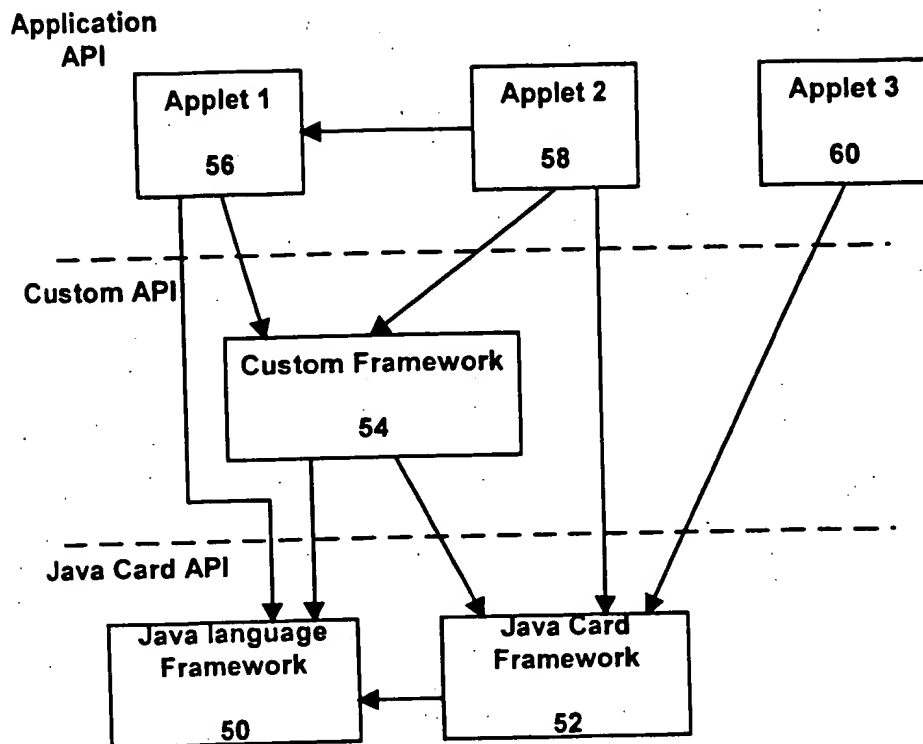 Application
API
Applet 1
56
Applet 2
58
Applet 3
60
Custom API
Custom Framework
54
Java Card API
Java language
Framework
50
Java Card
Framework
52